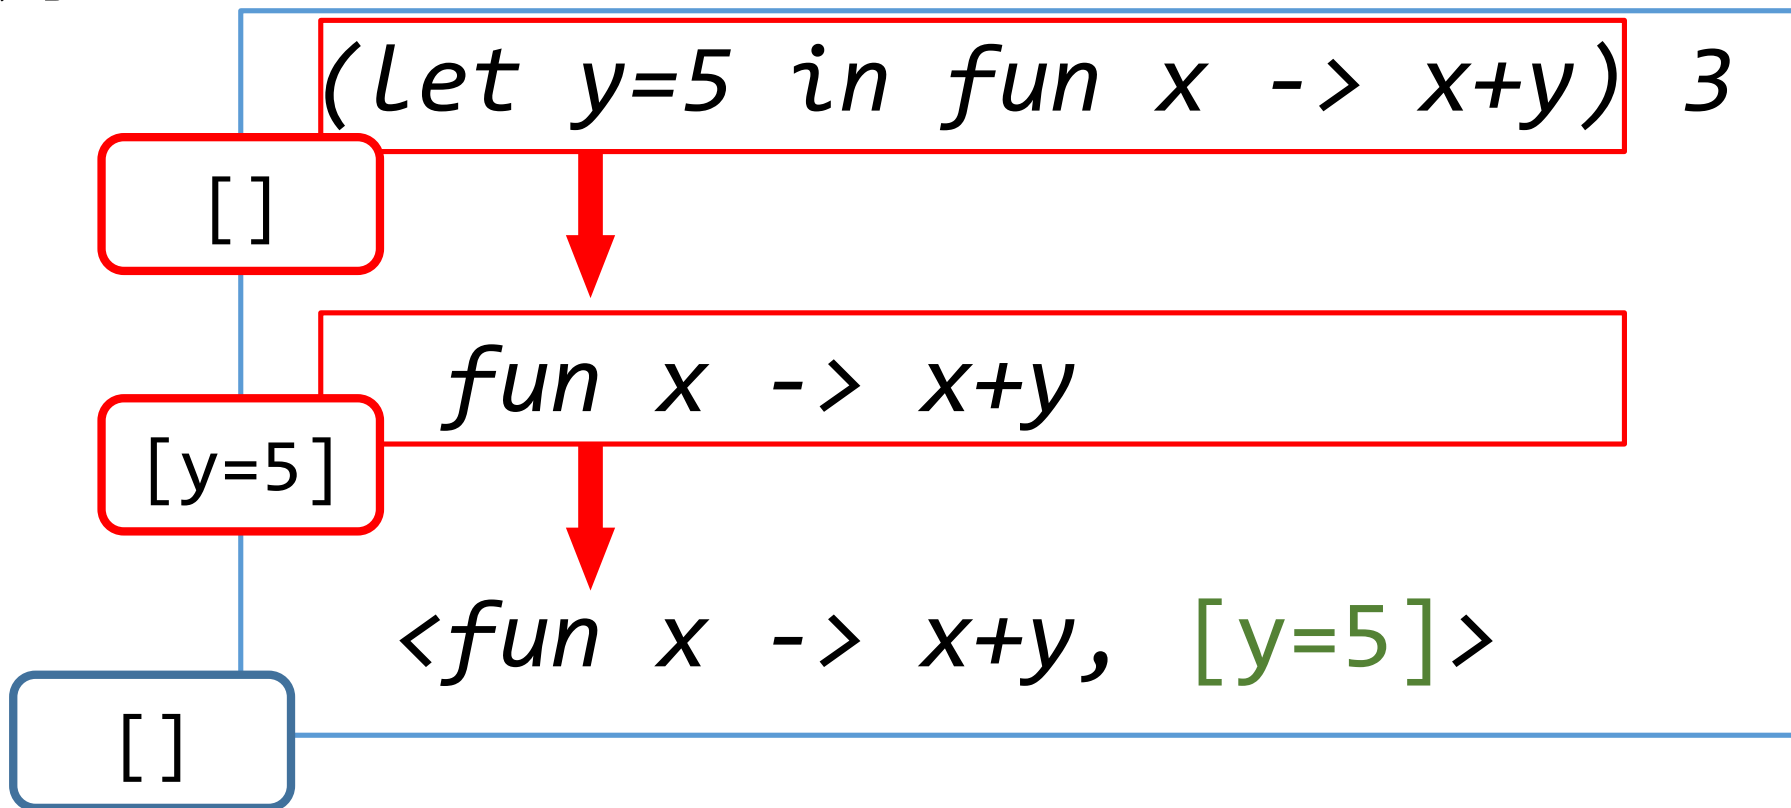 (let y=5 in fun x -> x+y) 3
[]
fun x -> x+y
[y=5]
<fun x -> x+y, [y=5]>
[]